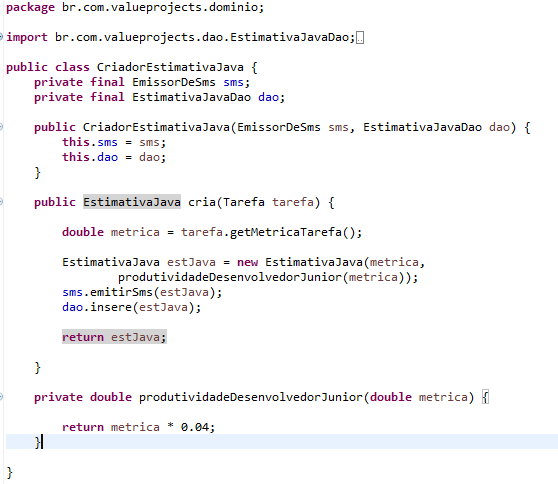 package br.com.valueprojects.dominio;
import br.com.valueprojects.dao.EstimativaJavaDao;
public class CriadorEstimativaJava {
private final EmissorDeSms sms;
private final EstimativaJavaDao dao;
public CriadorEstimativaJava(EmissorDeSms sms, EstimativaJavaDao dao) {
this.sms = sms;
this.dao = dao;
}
public EstimativaJava cria(Tarefa tarefa) {
double metrica = tarefa.getMetricaTarefa();
EstimativaJava estJava = new EstimativaJava(metrica,
produtividadeDesenvolvedorJunior(metrica));
sms.emitirSms(estJava);
dao.insere(estJava);
return estJava;
}
private double produtividadeDesenvolvedorJunior(double metrica) {
return metrica * 0.04;
}
}